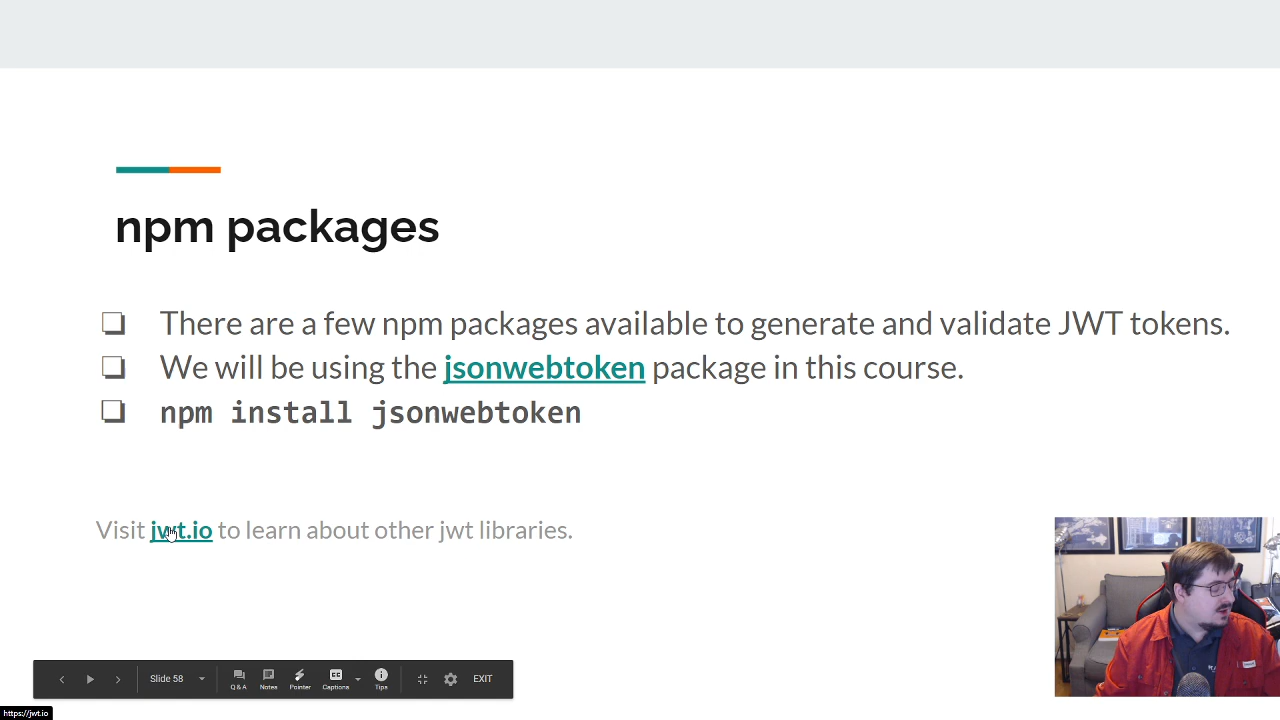 npm packages
There are a few npm packages available to generate and validate JWT tokens.
We will be using the jsonwebtoken package in this course.
npm install jsonwebtoken
Visit jwt.io to learn about other jwt libraries.
Slide 58
Q & A
Notes
Pointer
Captions
Tips
EXIT
https://jwt.io